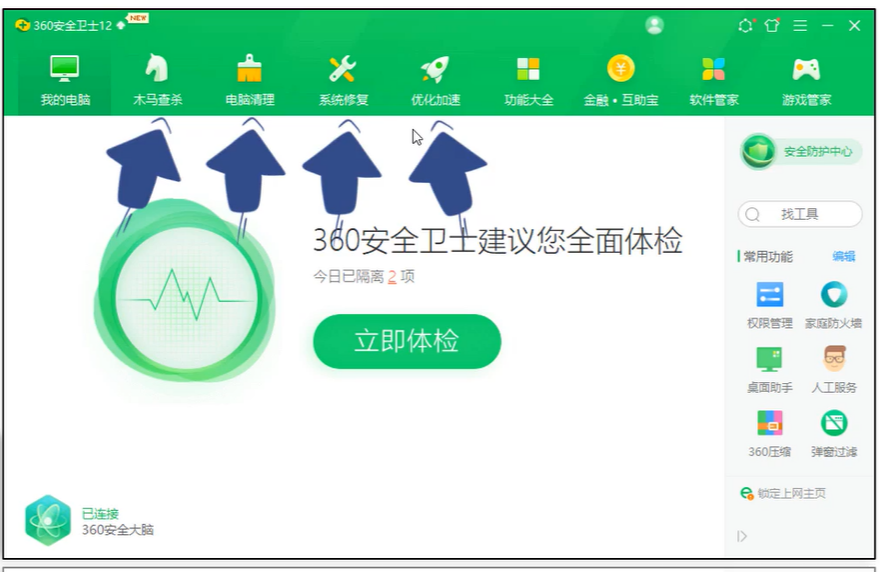 360安全卫士12
NEW
我的电脑
木马查杀
电脑清理
系统修复
优化加速
功能大全
金融•互助宝
软件管家
游戏管家
安全防护中心
360安全卫士建议您全面体检
今日已隔离 2 项
立即体检
找工具
常用功能
编辑
权限管理
家庭防火墙
桌面助手
人工服务
360压缩
弹窗过滤
锁定上网主页
已连接
360安全大脑